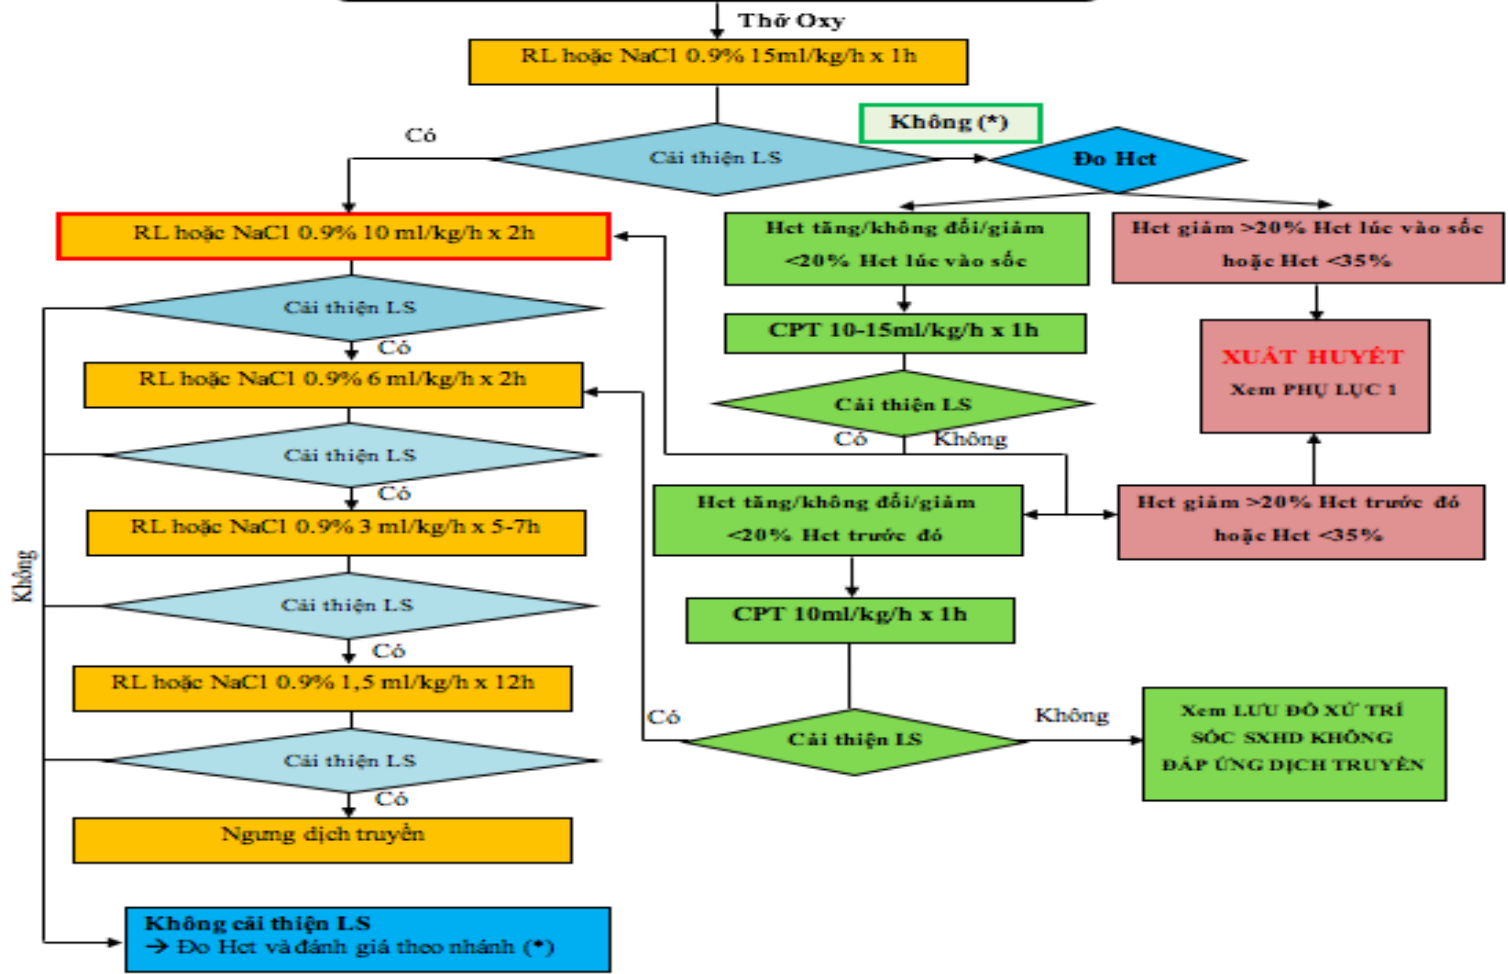 Thở Oxy
RL hoặc NaCl 0.9% 15ml/kg/h x 1h
Có
Cải thiện LS
Không (*)
Đo Hct
RL hoặc NaCl 0.9% 10 ml/kg/h x 2h
Hct tăng/không đổi/giảm
<20% Hct lúc vào sốc
Hct giảm >20% Hct lúc vào sốc
hoặc Hct <35%
Cải thiện LS
Có
CPT 10-15ml/kg/h x 1h
XUẤT HUYẾT
Xem PHỤ LỤC 1
RL hoặc NaCl 0.9% 6 ml/kg/h x 2h
Cải thiện LS
Có
Không
Cải thiện LS
Có
Hct tăng/không đổi/giảm
<20% Hct trước đó
Hct giảm >20% Hct trước đó
hoặc Hct <35%
RL hoặc NaCl 0.9% 3 ml/kg/h x 5-7h
Không
Cải thiện LS
Có
CPT 10ml/kg/h x 1h
RL hoặc NaCl 0.9% 1,5 ml/kg/h x 12h
Có
Cải thiện LS
Không
Xem LƯU ĐỒ XỬ TRÍ
SỐC SXHD KHÔNG
ĐÁP ỨNG DỊCH TRUYỀN
Cải thiện LS
Có
Ngưng dịch truyền
Không cải thiện LS
→ Đo Hct và đánh giá theo nhánh (*)